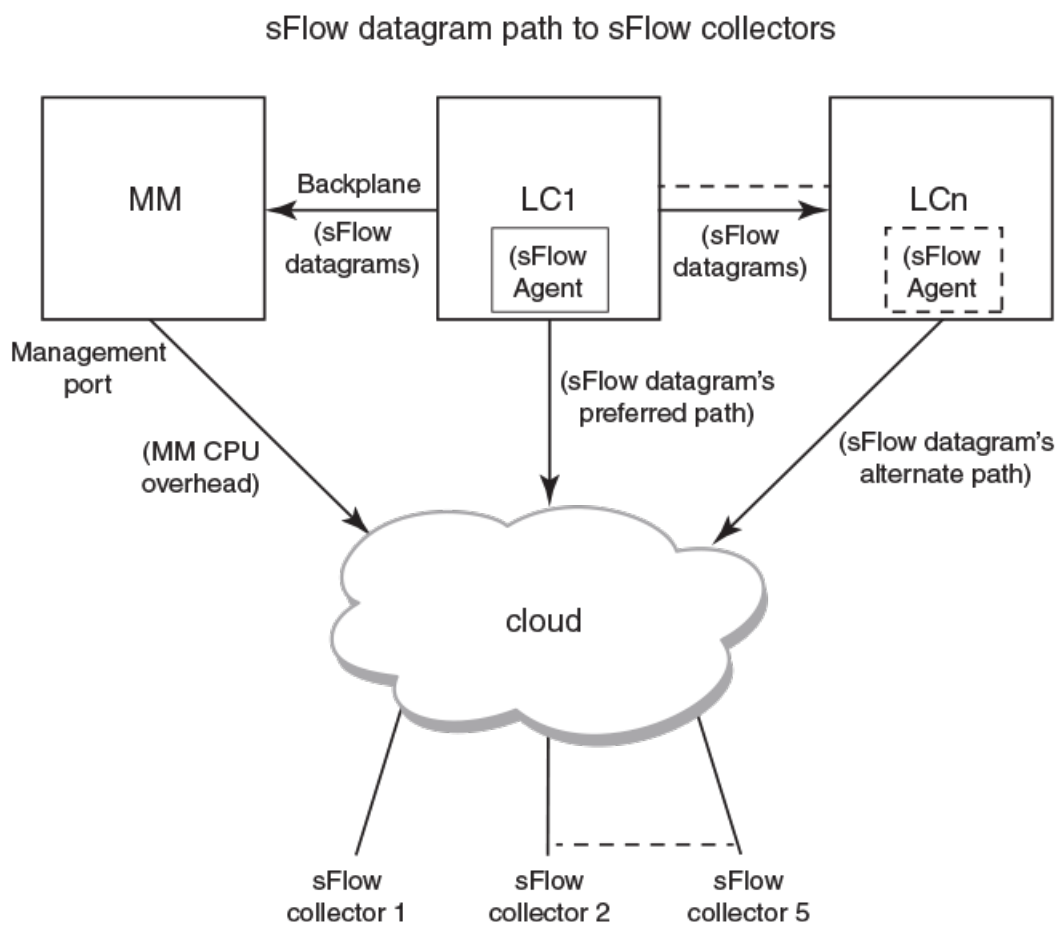 sFlow datagram path to sFlow collectors
MM
Backplane
(sFlow
datagrams)
LC1
(sFlow
Agent
(sFlow
datagrams)
LCn
(sFlow
Agent
Management
port
(MM CPU
overhead)
(sFlow datagram's
preferred path)
(sFlow datagram's
alternate path)
cloud
sFlow
collector 1
sFlow
collector 2
sFlow
collector 5